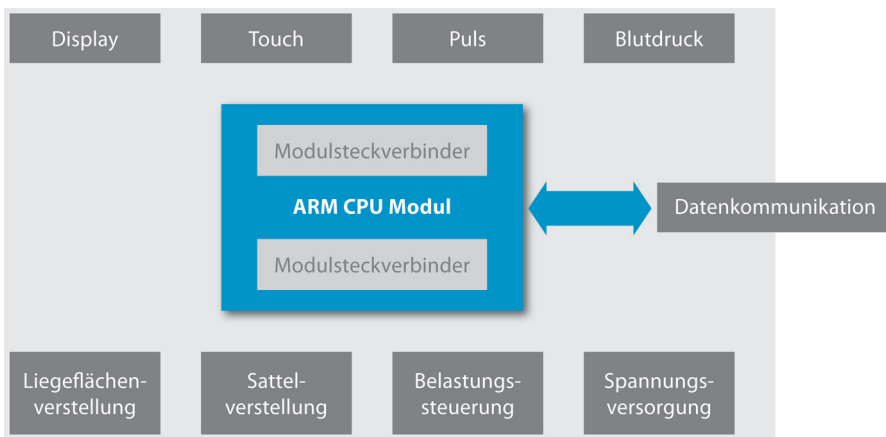 Display
Touch
Puls
Blutdruck
Modulsteckverbinder
ARM CPU Modul
Datenkommunikation
Modulsteckverbinder
Liegeflächen-
verstellung
Sattel-
verstellung
Belastungs-
steuerung
Spannungs-
versorgung